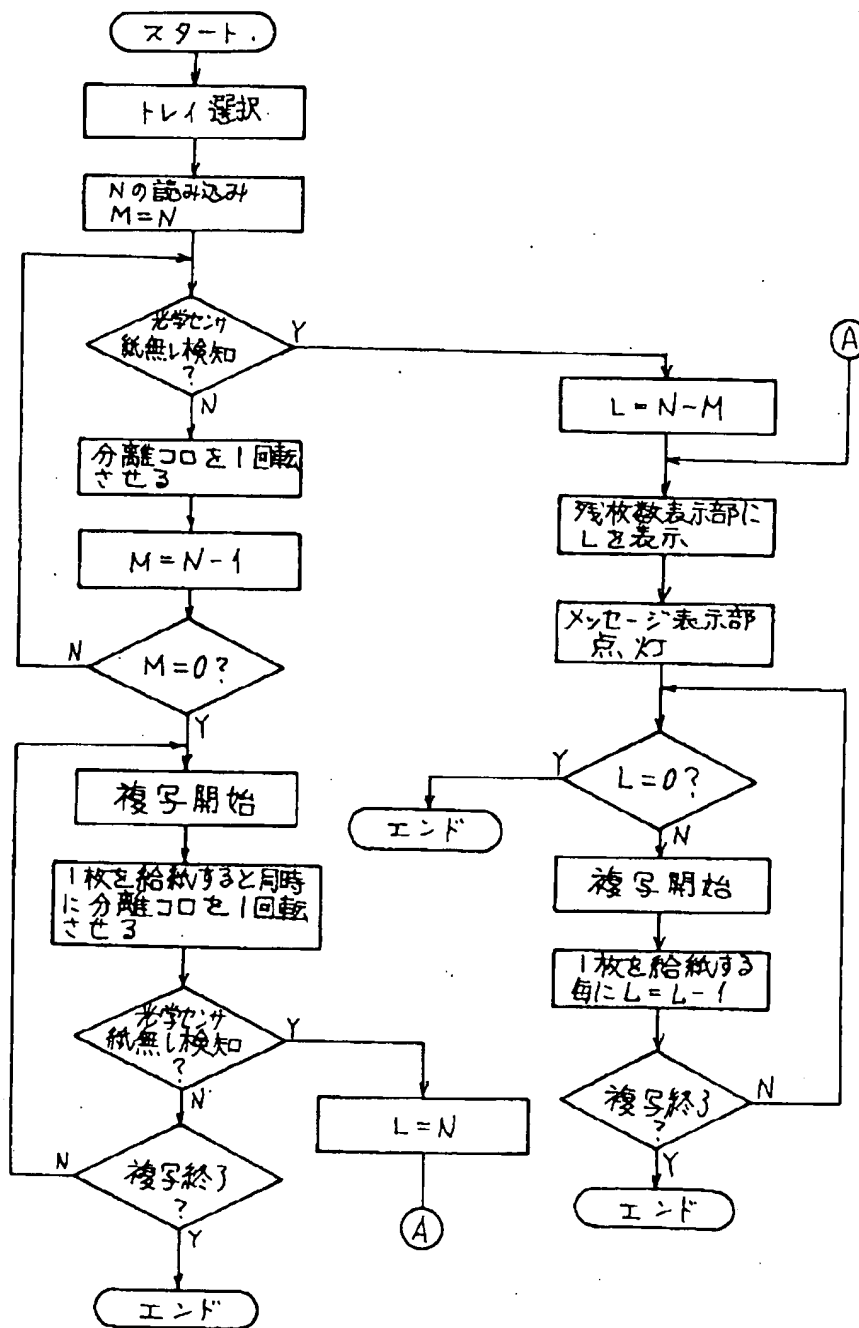 スタート.
トレイ選択
Nの読み込み
M=N
光学センサ
紙無し検知
?
Y
N
分離コロを1回転
させる
M=N-1
N
M=0?
Y
複写開始
1枚を給紙すると同時
に分離コロを1回転
させる
光学センサ
紙無し検知
?
Y
N
L=N
A
N
複写終了
?
Y
エンド
A
L=N-M
残枚数表示部に
Lを表示
メッセージ表示部
点灯
Y
L=0?
エンド
N
複写開始
1枚を給紙する
毎にL=L-1
複写終了
?
N
Y
エンド